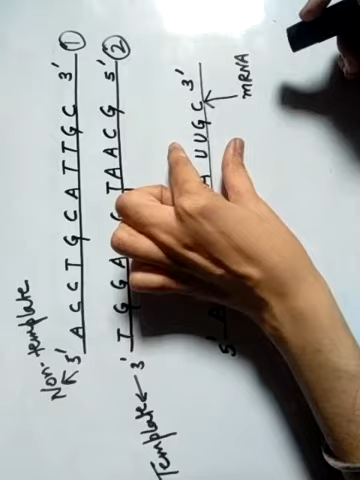 Non-template
5' A C C T G C A T T G C 3' 1
Template 3' T G G A T A A C G 5' 2
5' A U U G C 3'
mRNA